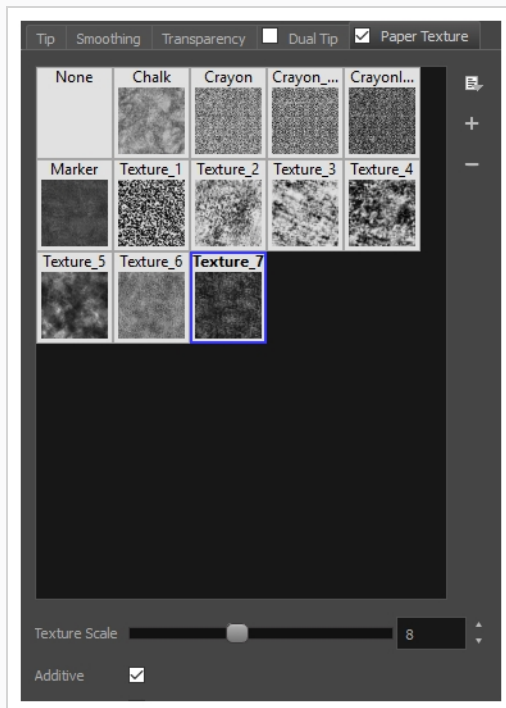 Tip Smoothing Transparency Dual Tip Paper Texture
None Chalk Crayon Crayon_... Crayonl...
Marker Texture_1 Texture_2 Texture_3 Texture_4
Texture_5 Texture_6 Texture_7
Texture Scale 8
Additive